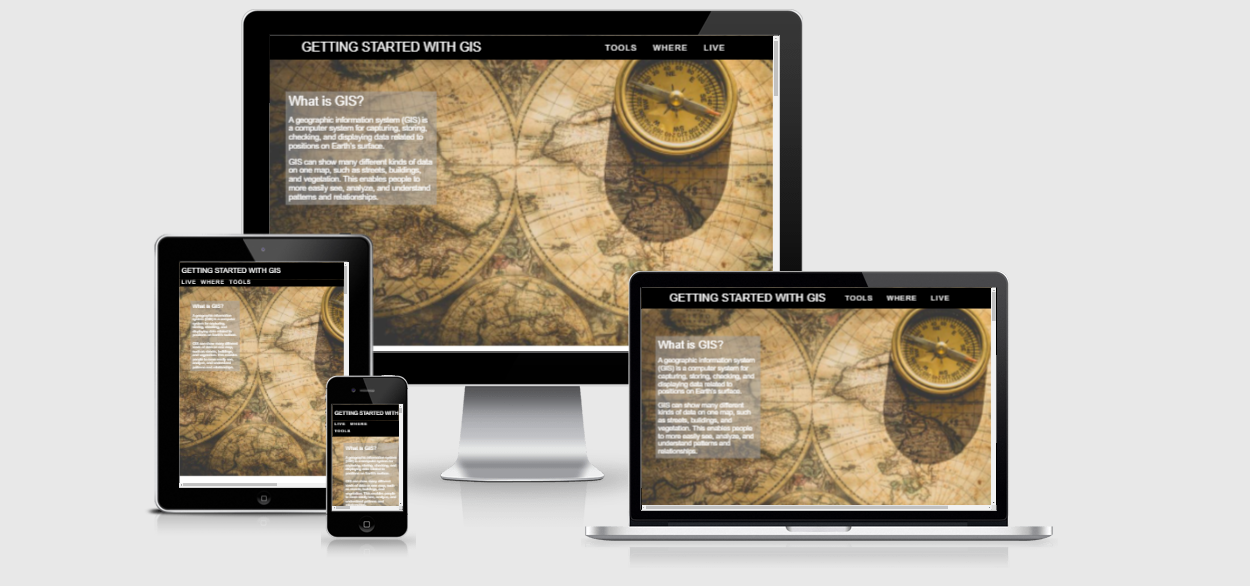 GETTING STARTED WITH GIS TOOLS WHERE LIVE
What is GIS?
A geographic information system (GIS) is
a computer system for capturing, storing,
checking, and displaying data related to
positions on Earth's surface.
GIS can show many different kinds of data
on one map, such as streets, buildings,
and vegetation. This enables people to
more easily see, analyze, and understand
patterns and relationships.
GETTING STARTED WITH GIS
LIVE WHERE TOOLS
What is GIS?
GETTING STARTED WITH
LIVE WHERE
TOOLS
What is GIS?
GETTING STARTED WITH GIS TOOLS WHERE LIVE
What is GIS?
A geographic information system
(GIS) is a computer system for
capturing, storing, checking, and
displaying data related to
positions on Earth's surface.
GIS can show many different
kinds of data on one map, such
as streets, buildings, and
vegetation. This enables people
to more easily see, analyze, and
understand patterns and
relationships.